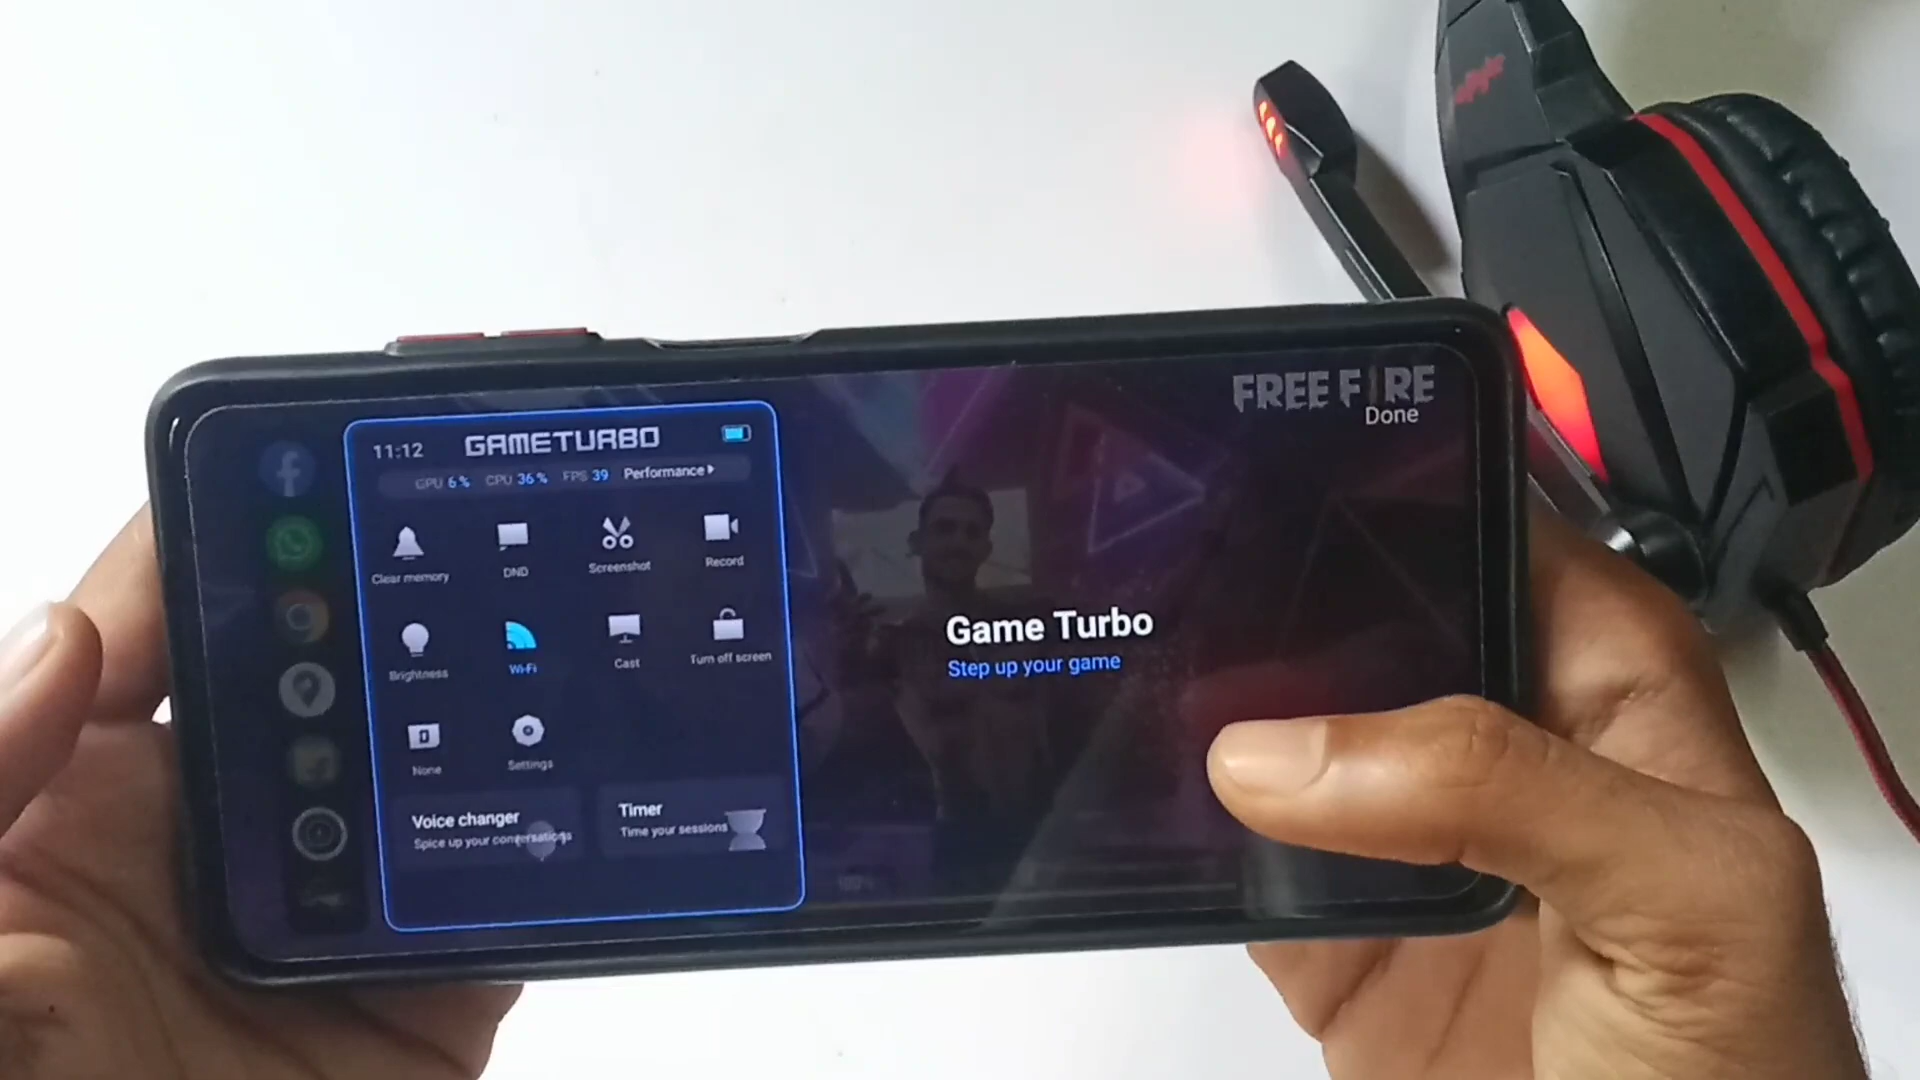 FREE FIRE
Done
11:12 GAMETURBO
GPU 6% CPU 36% FPS 39 Performance
Clear memory DND Screenshot Record
Brightness Wi-Fi Cast Turn off screen
None Settings
Voice changer
Spice up your conversations
Timer
Time your sessions
Game Turbo
Step up your game